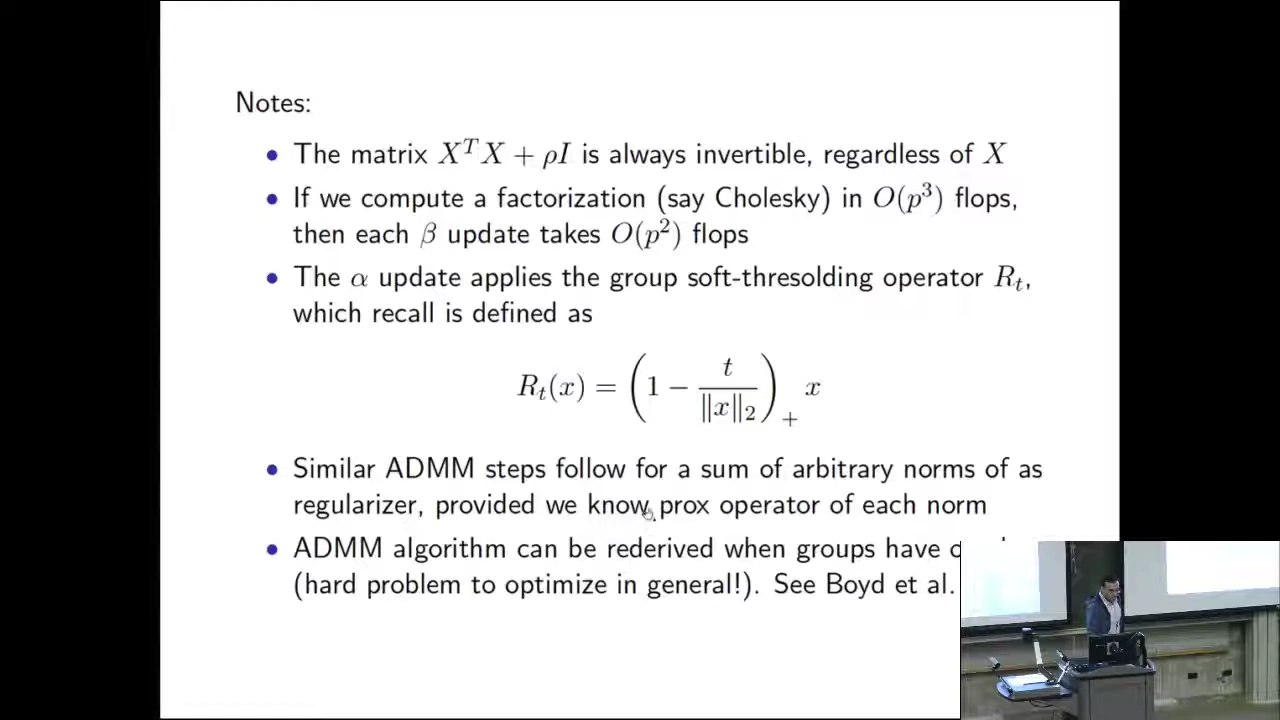 Notes:
• The matrix X^T X + ρI is always invertible, regardless of X
• If we compute a factorization (say Cholesky) in O(p^3) flops,
then each β update takes O(p^2) flops
• The α update applies the group soft-thresolding operator R_t,
which recall is defined as
R_t(x) = (1 − t/‖x‖_2)_+ x
• Similar ADMM steps follow for a sum of arbitrary norms of as
regularizer, provided we know prox operator of each norm
• ADMM algorithm can be rederived when groups have
(hard problem to optimize in general!). See Boyd et al.